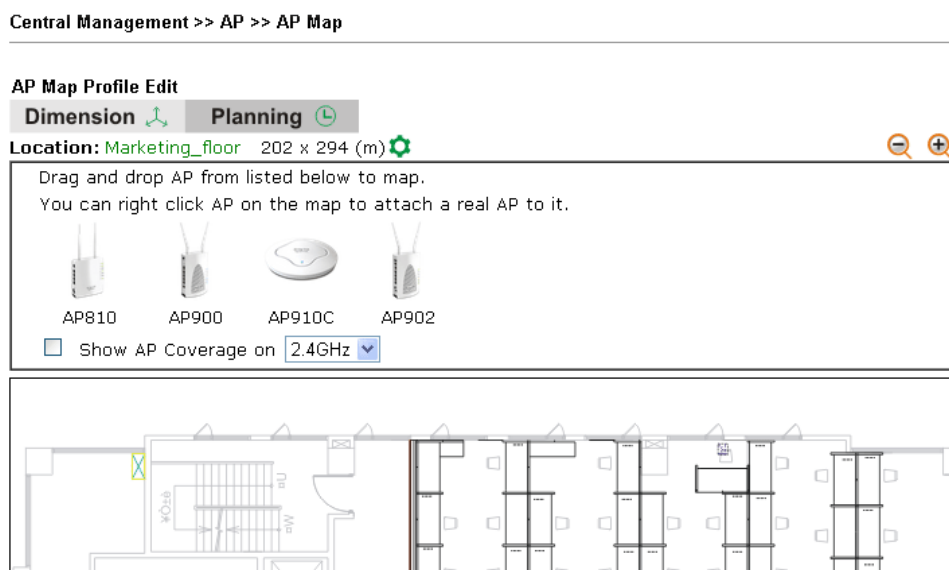 Central Management >> AP >> AP Map
AP Map Profile Edit
Dimension Planning
Location: Marketing_floor 202 x 294 (m)
Drag and drop AP from listed below to map.
You can right click AP on the map to attach a real AP to it.
AP810 AP900 AP910C AP902
Show AP Coverage on 2.4GHz